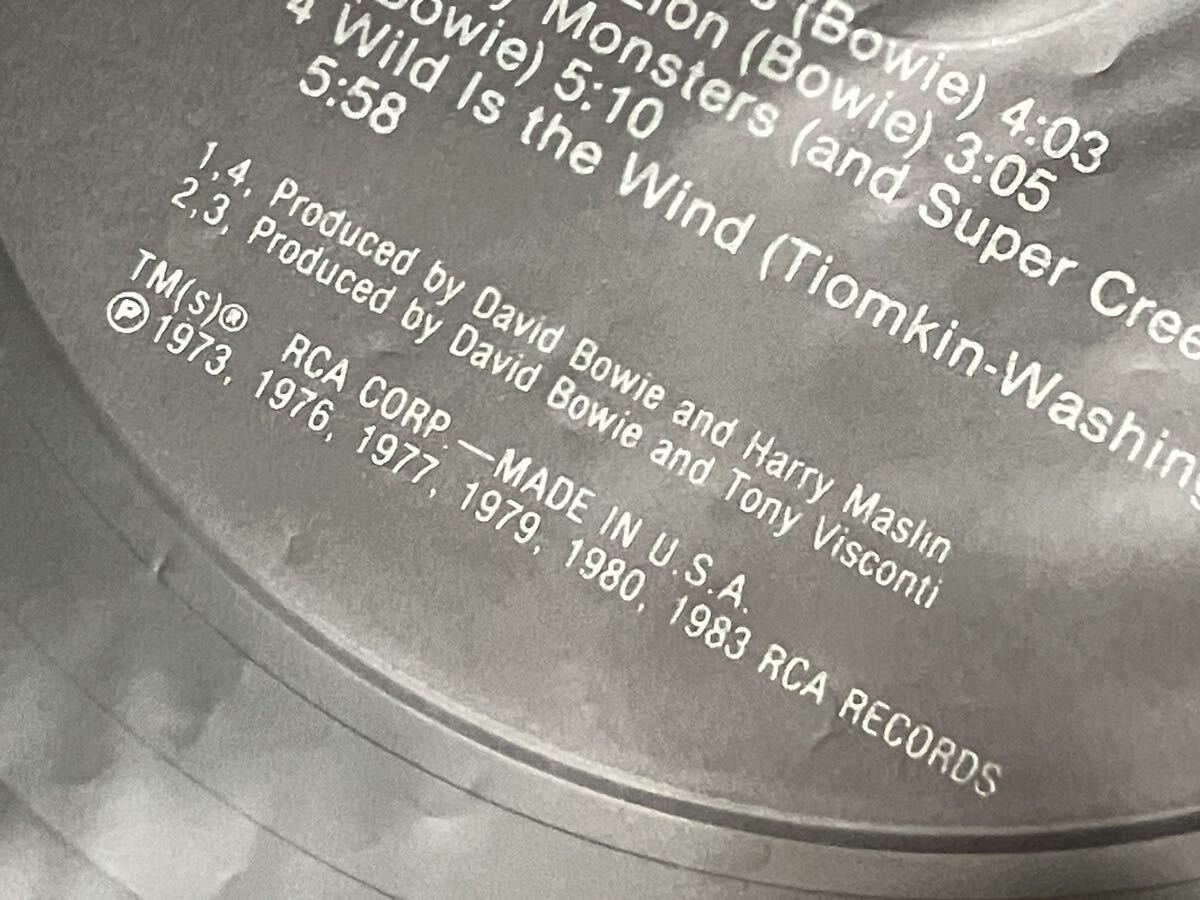 (Bowie) 4:03
(Bowie) 3:05
Monsters (and Super
5:10
4 Wild Is the Wind (Tiomkin-
5:58
1,4, Produced by David Bowie and Harry Maslin
2,3, Produced by David Bowie and Tony Visconti
TM(s)® RCA CORP.—MADE IN U.S.A.
℗ 1973, 1976, 1977, 1979, 1980, 1983 RCA RECORDS